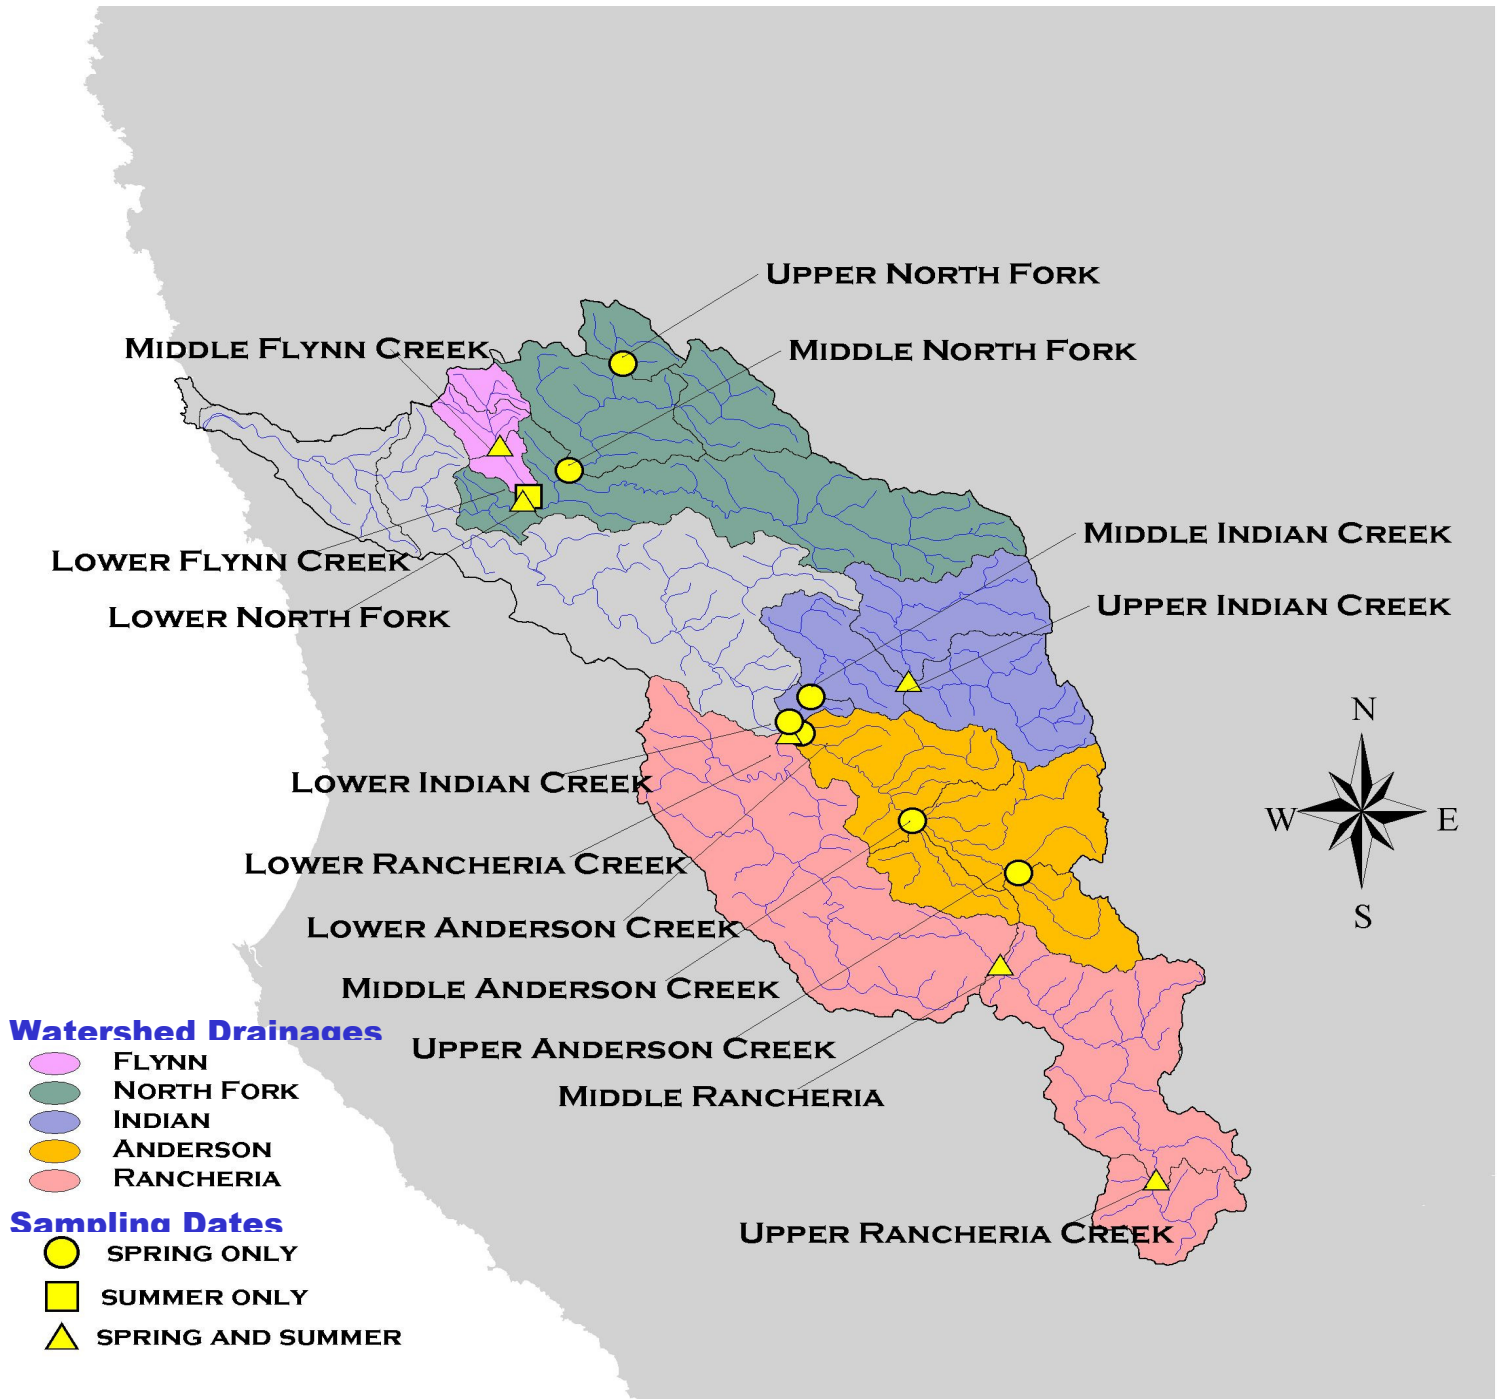 UPPER NORTH FORK
MIDDLE FLYNN CREEK
MIDDLE NORTH FORK
MIDDLE INDIAN CREEK
LOWER FLYNN CREEK
UPPER INDIAN CREEK
LOWER NORTH FORK
N
W
E
S
LOWER INDIAN CREEK
LOWER RANCHERIA CREEK
LOWER ANDERSON CREEK
MIDDLE ANDERSON CREEK
UPPER ANDERSON CREEK
MIDDLE RANCHERIA
UPPER RANCHERIA CREEK
Watershed Drainages
FLYNN
NORTH FORK
INDIAN
ANDERSON
RANCHERIA
Sampling Dates
SPRING ONLY
SUMMER ONLY
SPRING AND SUMMER